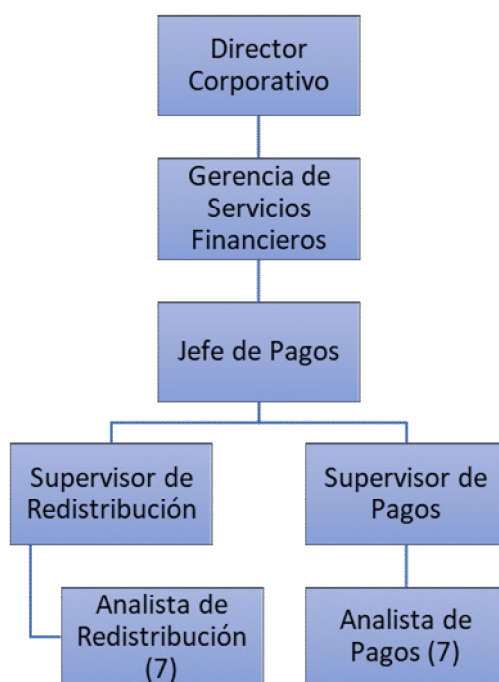 Director
Corporativo
Gerencia de
Servicios
Financieros
Jefe de Pagos
Supervisor de
Redistribución
Supervisor de
Pagos
Analista de
Redistribución
(7)
Analista de
Pagos (7)